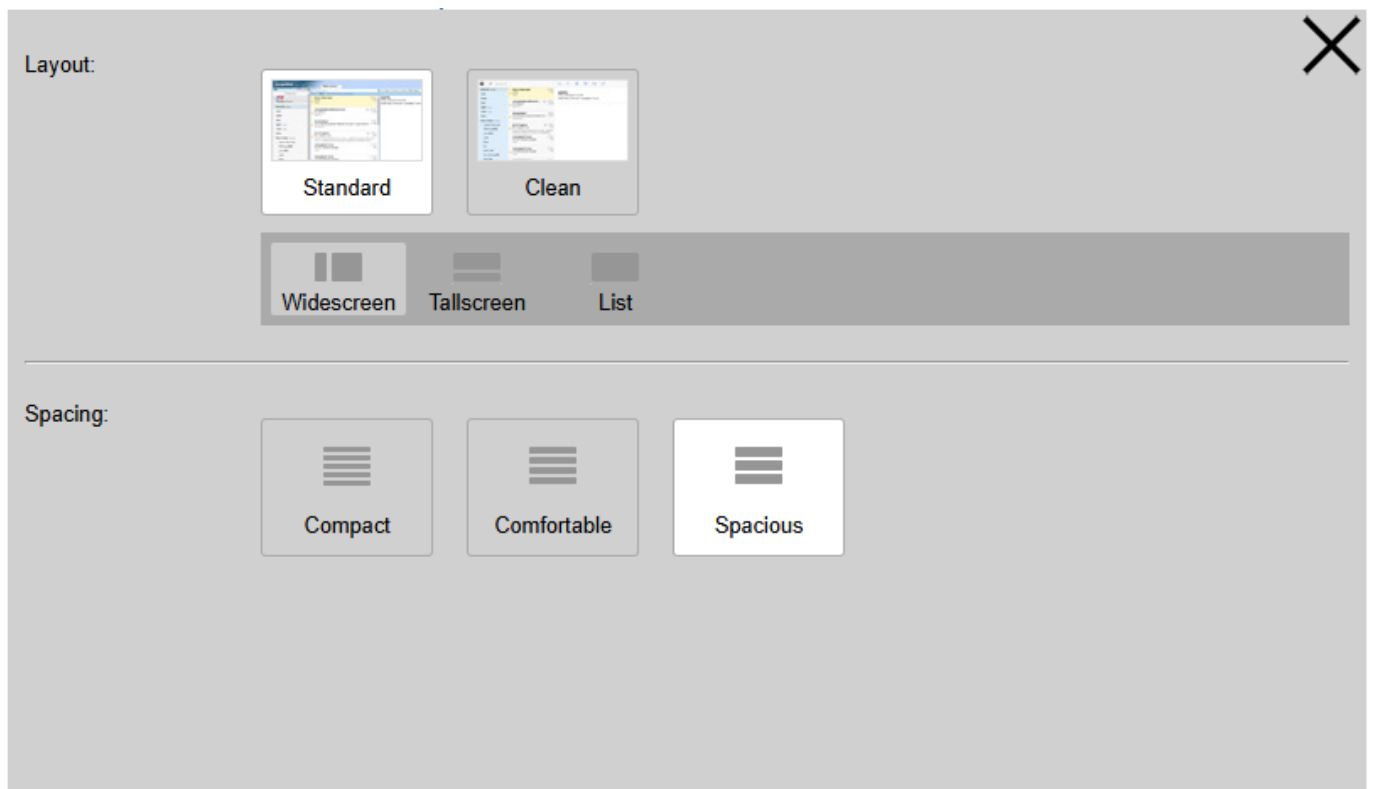 Layout:
Standard
Clean
Widescreen
Tallscreen
List
Spacing:
Compact
Comfortable
Spacious